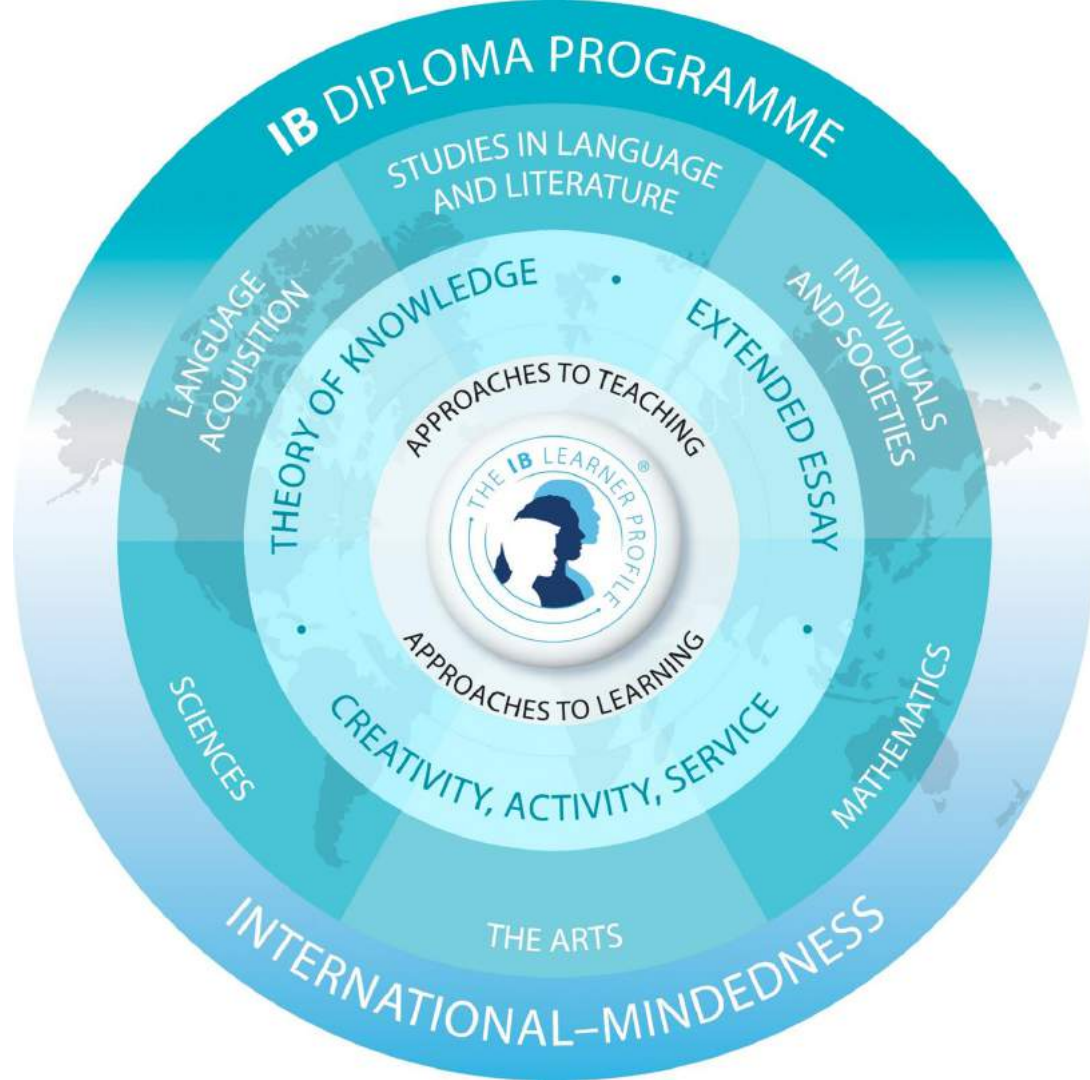 IB DIPLOMA PROGRAMME
STUDIES IN LANGUAGE
AND LITERATURE
LANGUAGE
ACQUISITION
INDIVIDUALS
AND SOCIETIES
THEORY OF KNOWLEDGE
EXTENDED ESSAY
APPROACHES TO TEACHING
THE IB LEARNER PROFILE®
APPROACHES TO LEARNING
CREATIVITY, ACTIVITY, SERVICE
SCIENCES
MATHEMATICS
THE ARTS
INTERNATIONAL–MINDEDNESS